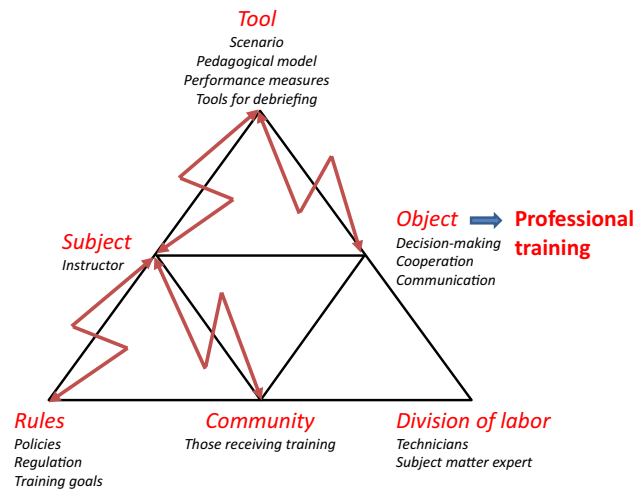 Tool
Scenario
Pedagogical model
Performance measures
Tools for debriefing
Subject
Instructor
Object
Decision-making
Cooperation
Communication
Professional
training
Rules
Policies
Regulation
Training goals
Community
Those receiving training
Division of labor
Technicians
Subject matter expert